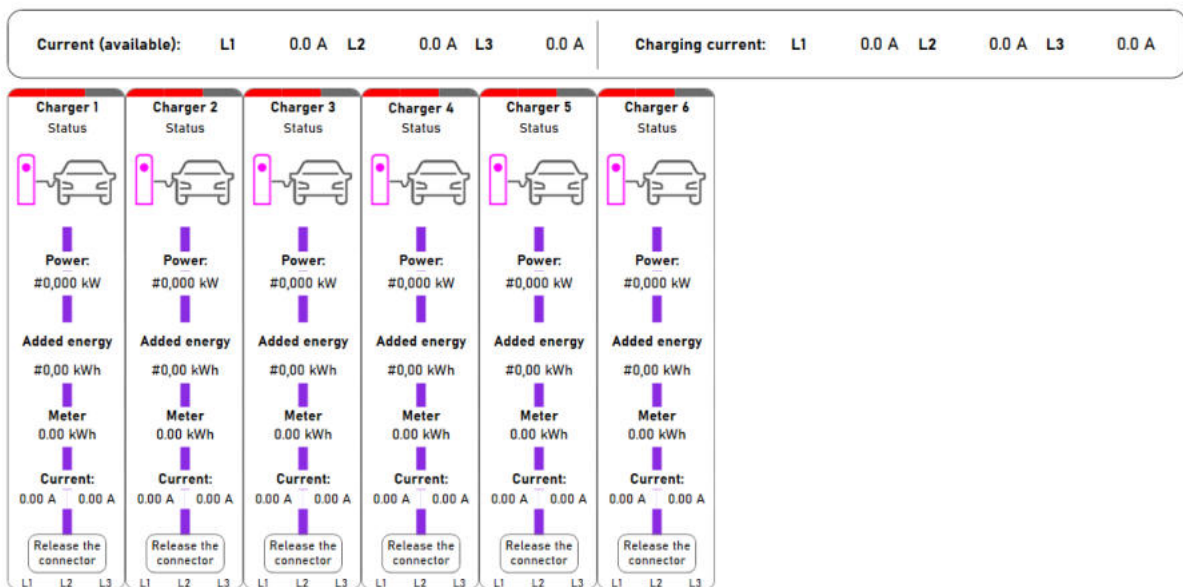 Current (available): L1 0.0 A L2 0.0 A L3 0.0 A Charging current: L1 0.0 A L2 0.0 A L3 0.0 A
Charger 1 Charger 2 Charger 3 Charger 4 Charger 5 Charger 6
Status Status Status Status Status Status
Power: Power: Power: Power: Power: Power:
#0,000 kW #0,000 kW #0,000 kW #0,000 kW #0,000 kW #0,000 kW
Added energy Added energy Added energy Added energy Added energy Added energy
#0,00 kWh #0,00 kWh #0,00 kWh #0,00 kWh #0,00 kWh #0,00 kWh
Meter Meter Meter Meter Meter Meter
0.00 kWh 0.00 kWh 0.00 kWh 0.00 kWh 0.00 kWh 0.00 kWh
Current: Current: Current: Current: Current: Current:
0.00 A 0.00 A 0.00 A 0.00 A 0.00 A 0.00 A 0.00 A 0.00 A 0.00 A 0.00 A 0.00 A 0.00 A
Release the Release the Release the Release the Release the Release the
connector connector connector connector connector connector
L1 L2 L3 L1 L2 L3 L1 L2 L3 L1 L2 L3 L1 L2 L3 L1 L2 L3